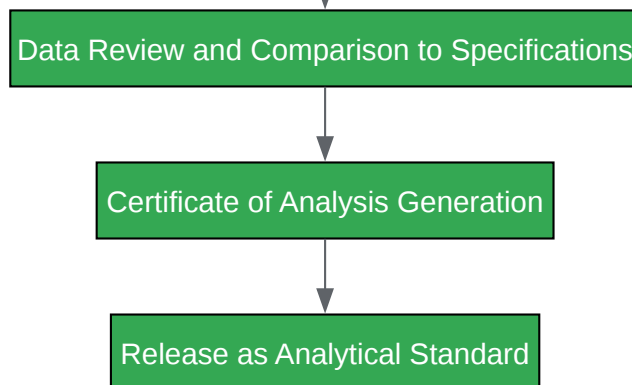 Data Review and Comparison to Specifications
Certificate of Analysis Generation
Release as Analytical Standard